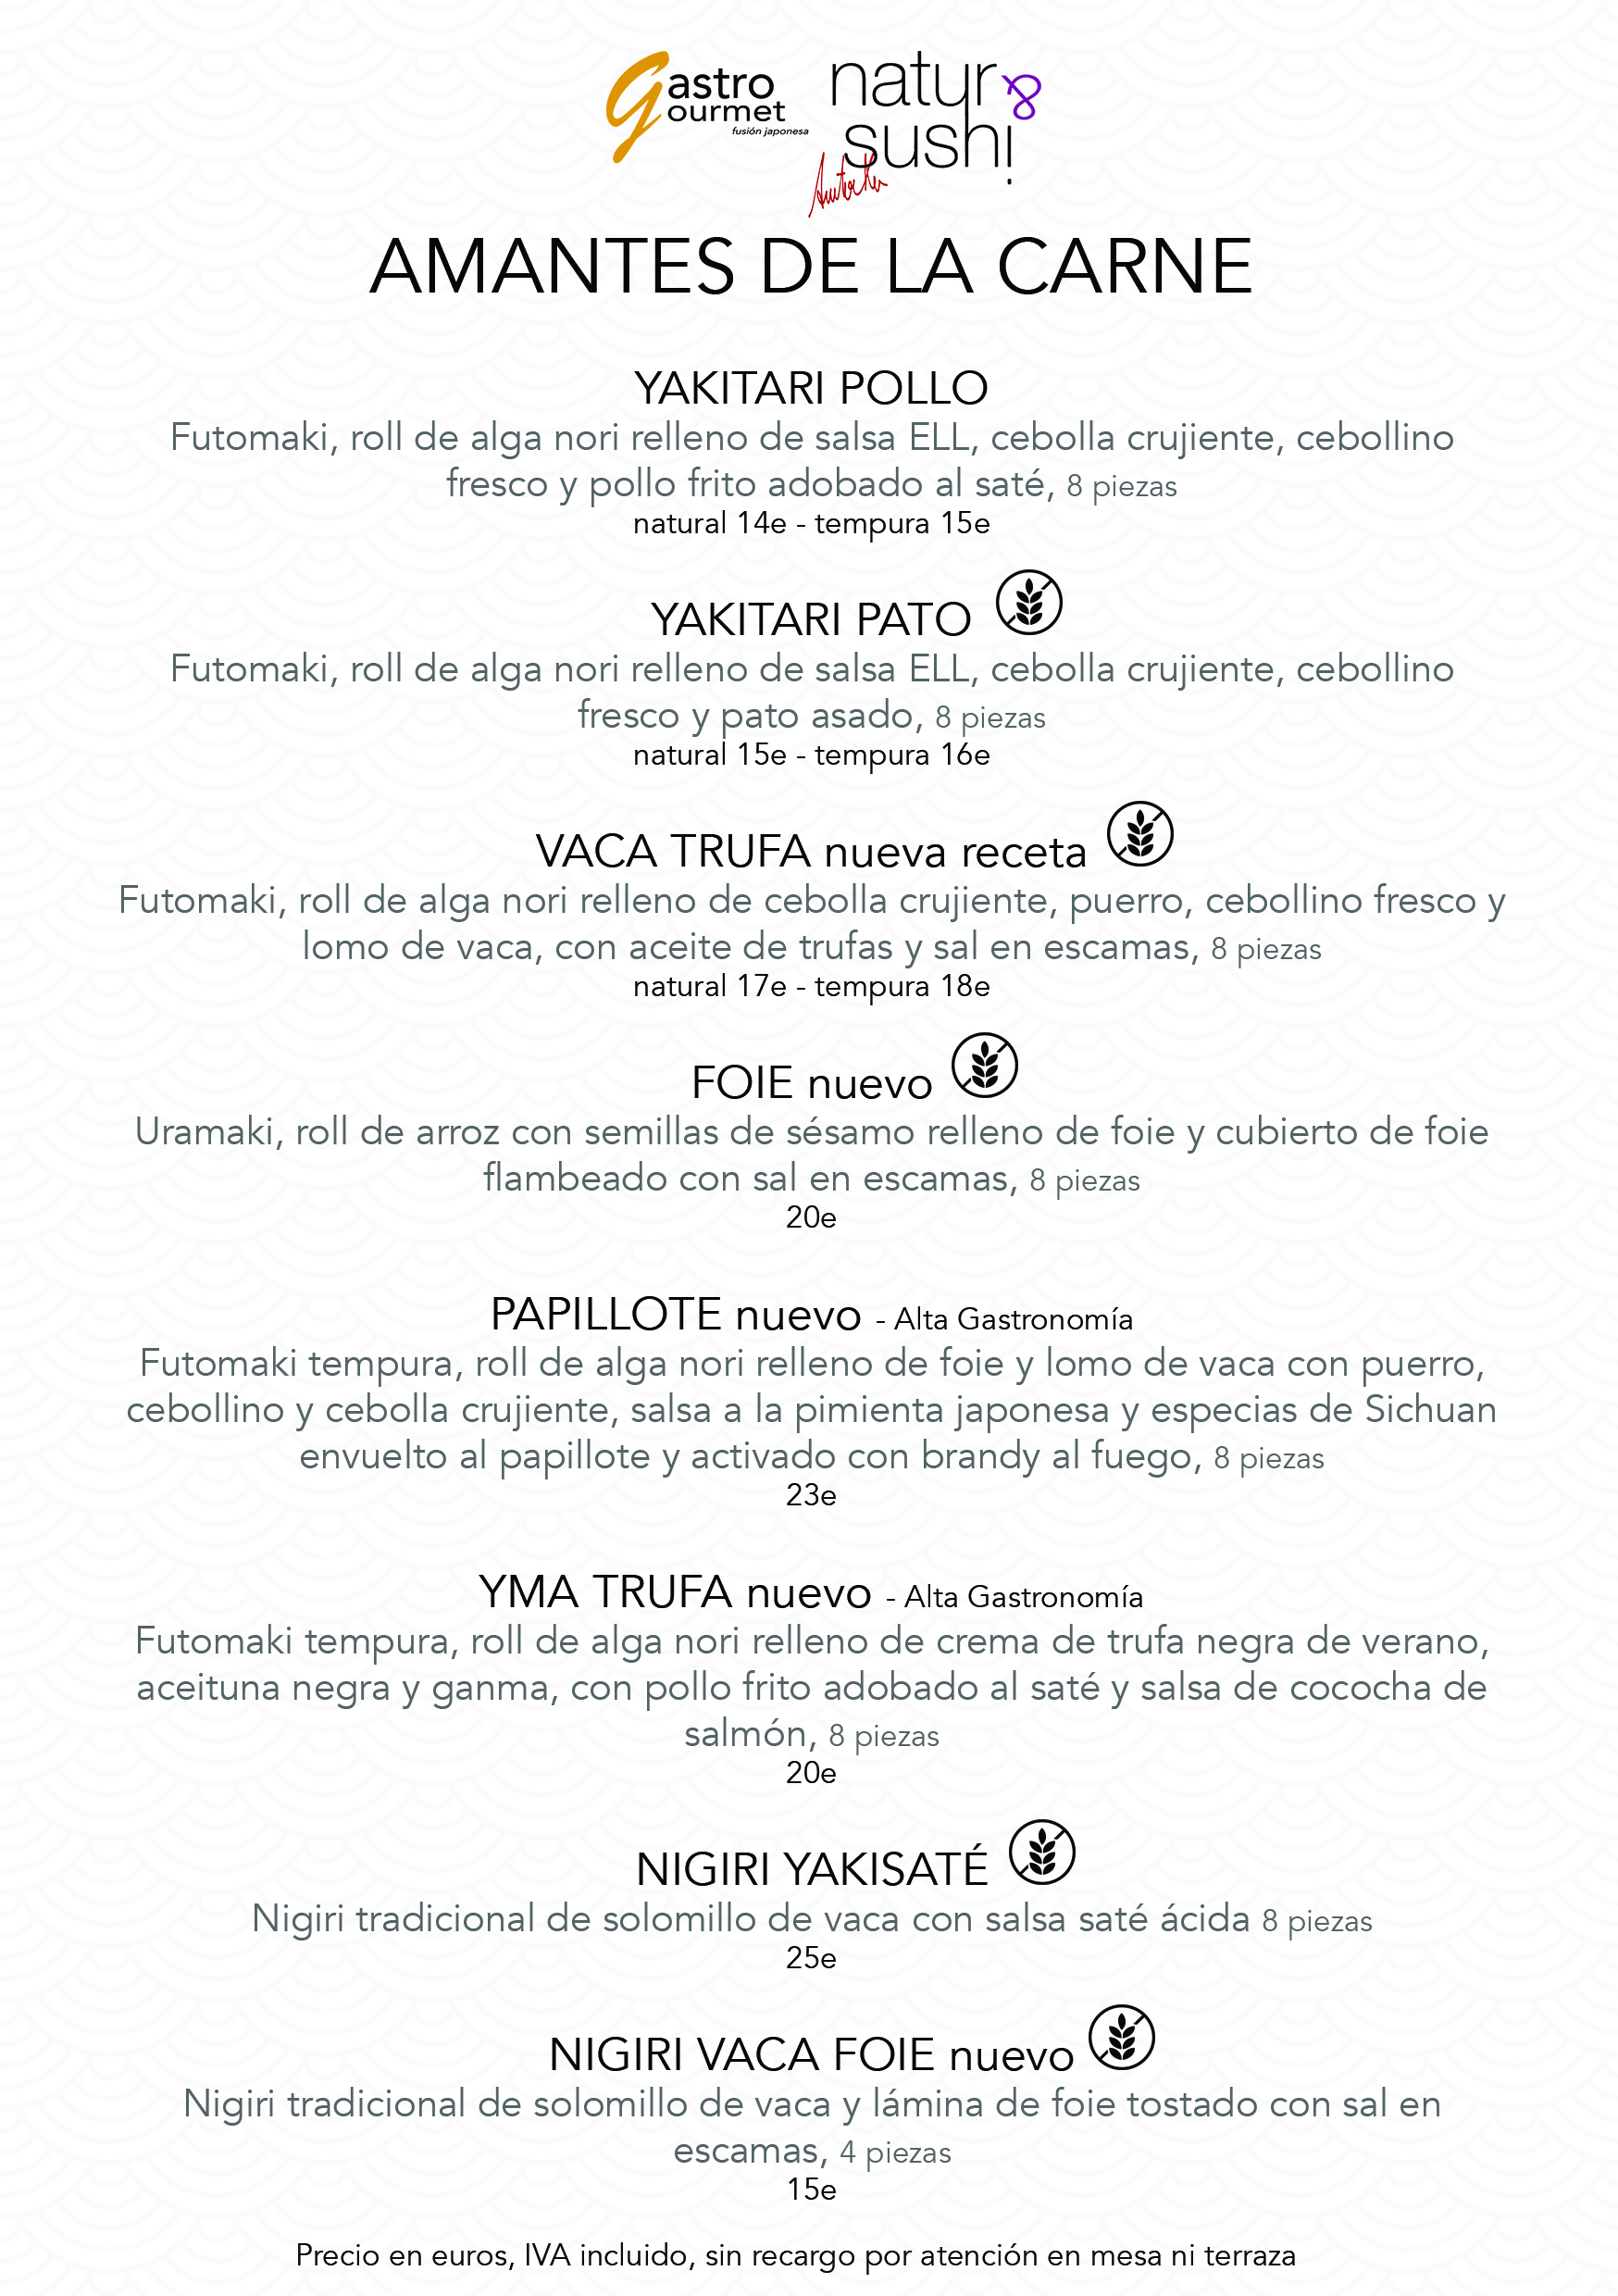 gastro
gourmet
fusión japonesa
natur
sushi
8
AMANTES DE LA CARNE
YAKITARI POLLO
Futomaki, roll de alga nori relleno de salsa ELL, cebolla crujiente, cebollino
fresco y pollo frito adobado al saté, 8 piezas
natural 14e - tempura 15e
YAKITARI PATO
Futomaki, roll de alga nori relleno de salsa ELL, cebolla crujiente, cebollino
fresco y pato asado, 8 piezas
natural 15e - tempura 16e
VACA TRUFA nueva receta
Futomaki, roll de alga nori relleno de cebolla crujiente, puerro, cebollino fresco y
lomo de vaca, con aceite de trufas y sal en escamas, 8 piezas
natural 17e - tempura 18e
FOIE nuevo
Uramaki, roll de arroz con semillas de sésamo relleno de foie y cubierto de foie
flambeado con sal en escamas, 8 piezas
20e
PAPILLOTE nuevo - Alta Gastronomía
Futomaki tempura, roll de alga nori relleno de foie y lomo de vaca con puerro,
cebollino y cebolla crujiente, salsa a la pimienta japonesa y especias de Sichuan
envuelto al papillote y activado con brandy al fuego, 8 piezas
23e
YMA TRUFA nuevo - Alta Gastronomía
Futomaki tempura, roll de alga nori relleno de crema de trufa negra de verano,
aceituna negra y ganma, con pollo frito adobado al saté y salsa de cococha de
salmón, 8 piezas
20e
NIGIRI YAKISATÉ
Nigiri tradicional de solomillo de vaca con salsa saté ácida 8 piezas
25e
NIGIRI VACA FOIE nuevo
Nigiri tradicional de solomillo de vaca y lámina de foie tostado con sal en
escamas, 4 piezas
15e
Precio en euros, IVA incluido, sin recargo por atención en mesa ni terraza